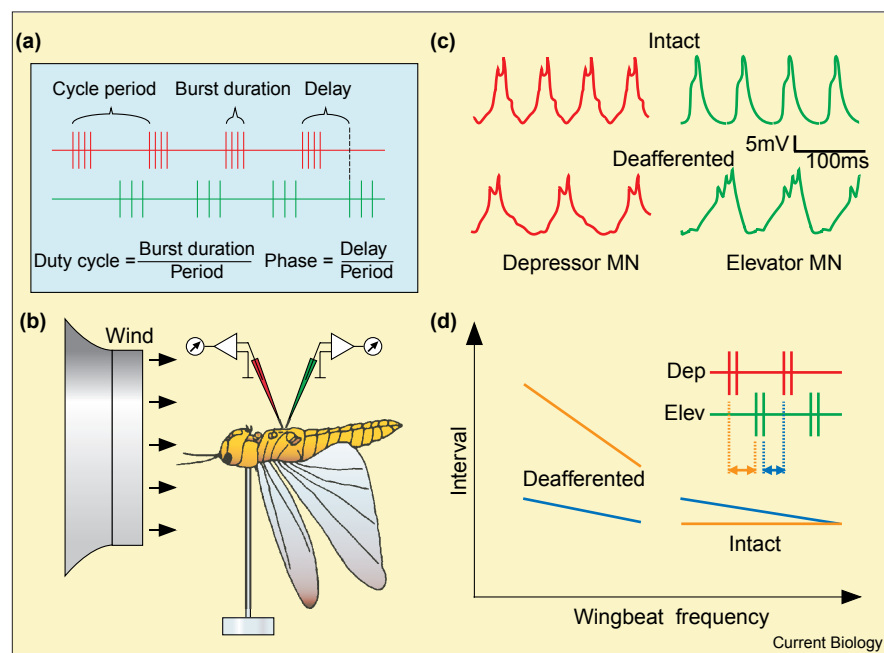 (a)
Cycle period Burst duration Delay
Duty cycle = Burst duration / Period Phase = Delay / Period
(b)
Wind
(c)
Intact
5mV
100ms
Deafferented
Depressor MN Elevator MN
(d)
Interval
Dep
Elev
Deafferented
Intact
Wingbeat frequency
Current Biology